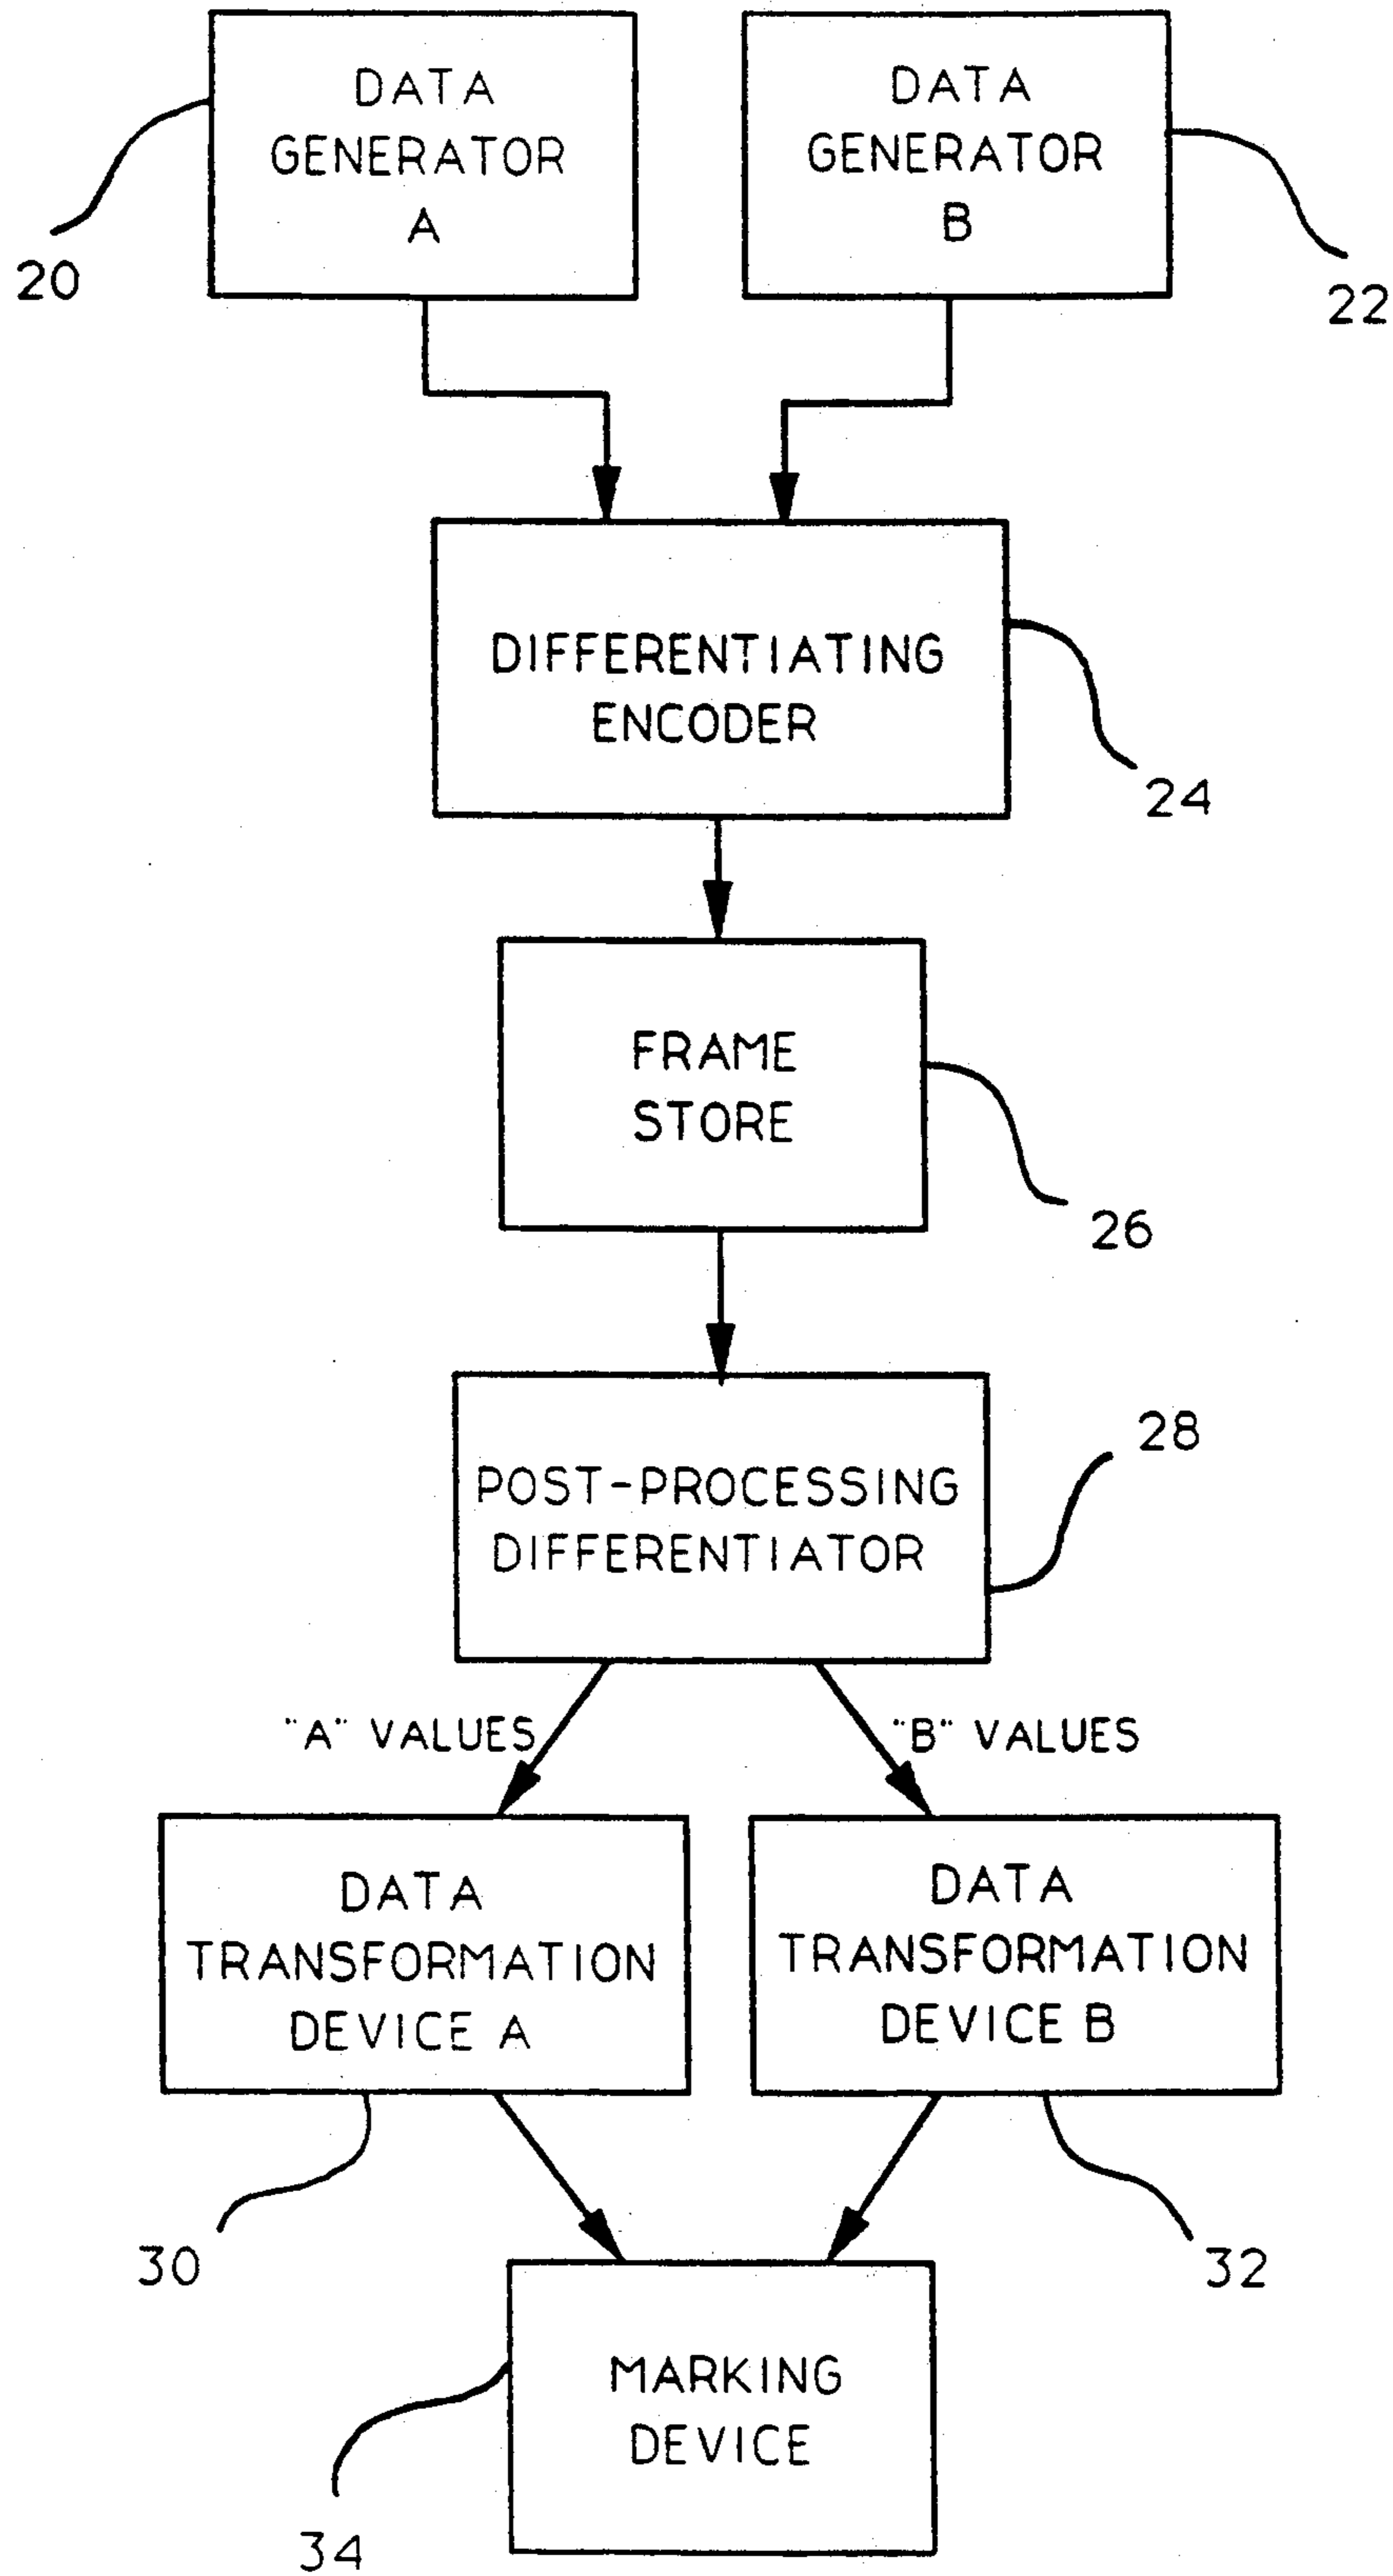 DATA
GENERATOR
A
DATA
GENERATOR
B
20
22
DIFFERENTIATING
ENCODER
24
FRAME
STORE
26
28
POST-PROCESSING
DIFFERENTIATOR
"A" VALUES
"B" VALUES
DATA
TRANSFORMATION
DEVICE A
DATA
TRANSFORMATION
DEVICE B
30
32
MARKING
DEVICE
34